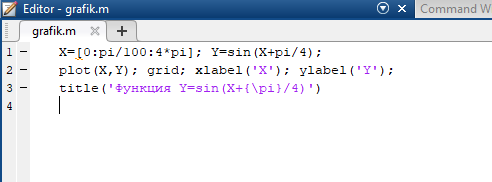 Editor - grafik.m
Command W
grafik.m
1 X=[0:pi/100:4*pi]; Y=sin(X+pi/4);
2 plot(X,Y); grid; xlabel('X'); ylabel('Y');
3 title('Функция Y=sin(X+{\pi}/4)')
4